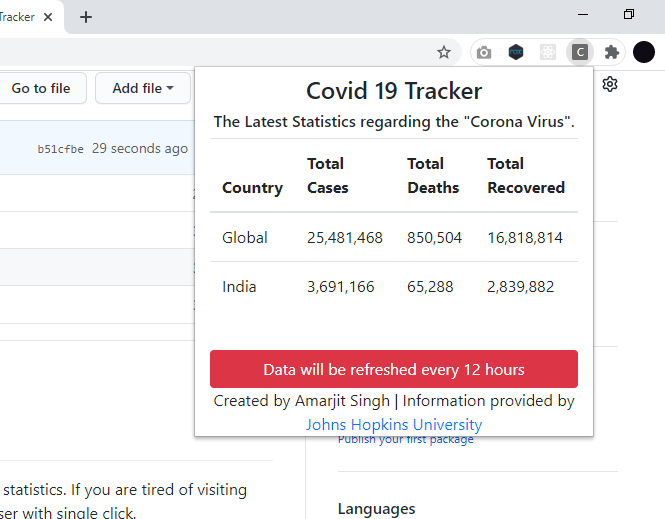 Tracker
Go to file
Add file
b51cfbe 29 seconds ago
C
Covid 19 Tracker
The Latest Statistics regarding the "Corona Virus".
Country Total Cases Total Deaths Total Recovered
Global 25,481,468 850,504 16,818,814
India 3,691,166 65,288 2,839,882
Data will be refreshed every 12 hours
Created by Amarjit Singh | Information provided by
Johns Hopkins University
Publish your first package
statistics. If you are tired of visiting
ser with single click.
Languages